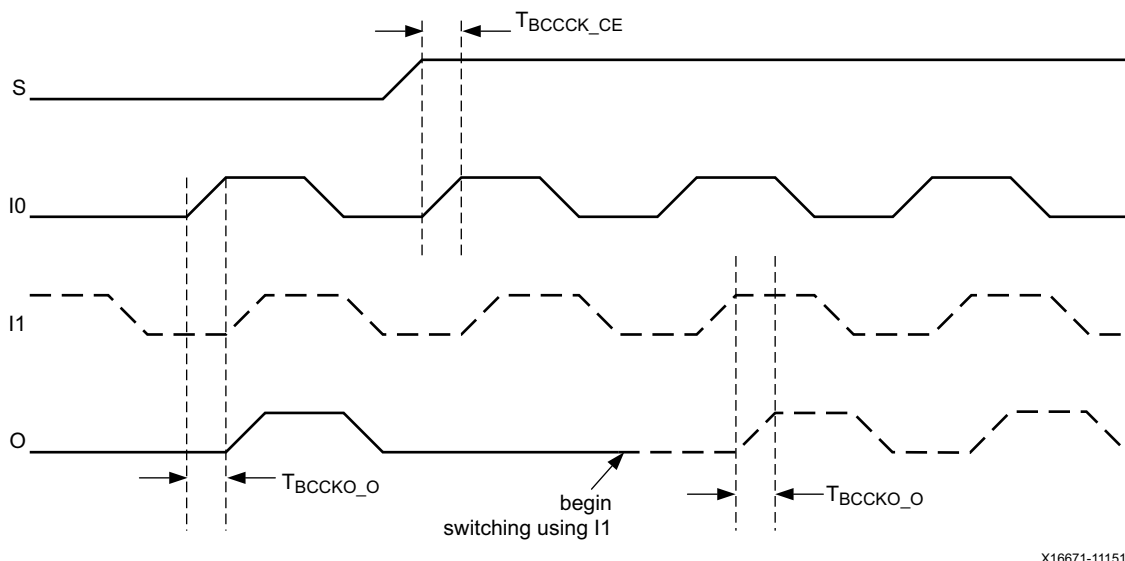 TBCCCK_CE
S
I0
I1
O
TBCCKO_O
begin
switching using I1
TBCCKO_O
X16671-11151